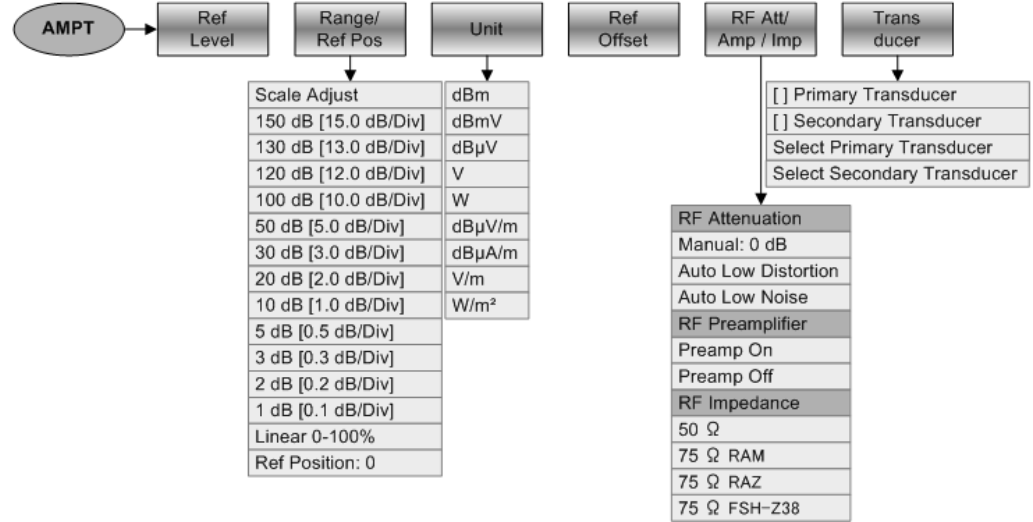 AMPT
Ref
Level
Range/
Ref Pos
Unit
Ref
Offset
RF Att/
Amp / Imp
Trans
ducer
Scale Adjust
150 dB [15.0 dB/Div]
130 dB [13.0 dB/Div]
120 dB [12.0 dB/Div]
100 dB [10.0 dB/Div]
50 dB [5.0 dB/Div]
30 dB [3.0 dB/Div]
20 dB [2.0 dB/Div]
10 dB [1.0 dB/Div]
5 dB [0.5 dB/Div]
3 dB [0.3 dB/Div]
2 dB [0.2 dB/Div]
1 dB [0.1 dB/Div]
Linear 0-100%
Ref Position: 0
dBm
dBmV
dBµV
V
W
dBµV/m
dBµA/m
V/m
W/m²
RF Attenuation
Manual: 0 dB
Auto Low Distortion
Auto Low Noise
RF Preamplifier
Preamp On
Preamp Off
RF Impedance
50 Ω
75 Ω RAM
75 Ω RAZ
75 Ω FSH-Z38
[ ] Primary Transducer
[ ] Secondary Transducer
Select Primary Transducer
Select Secondary Transducer